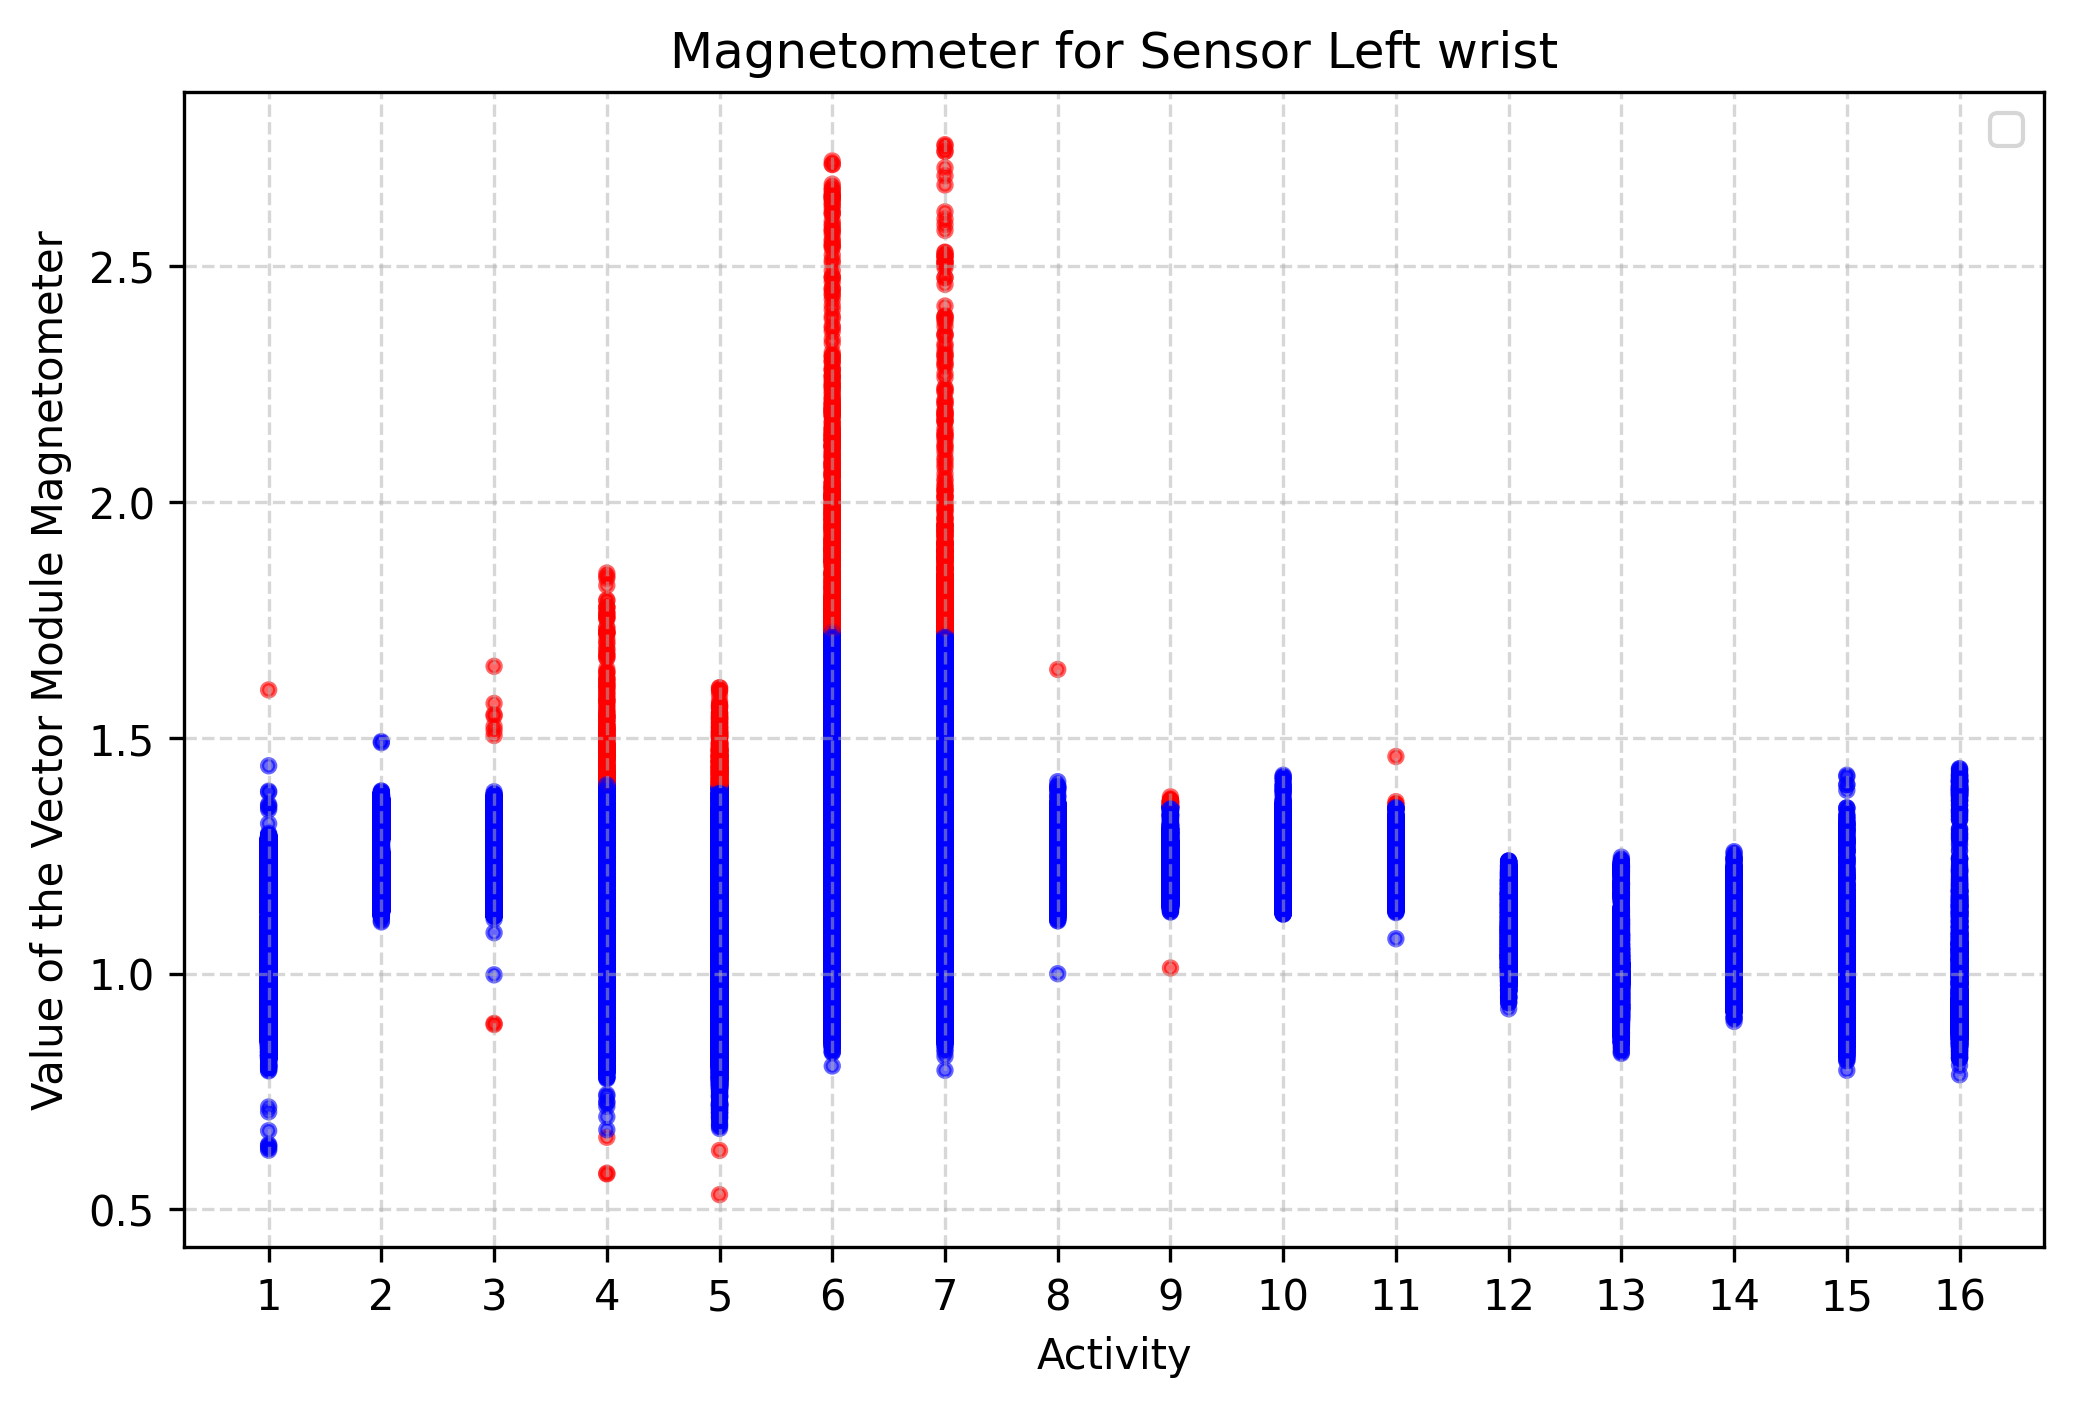 Magnetometer for Sensor Left wrist
Value of the Vector Module Magnetometer
2.5
2.0
1.5
1.0
0.5
1 2 3 4 5 6 7 8 9 10 11 12 13 14 15 16
Activity